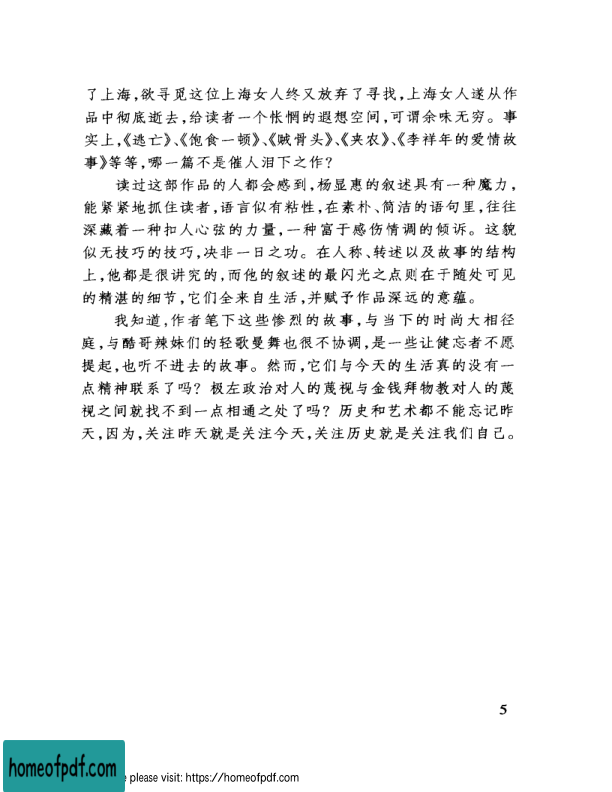 了上海,欲寻觅这位上海女人终又放弃了寻找,上海女人遂从作
品中彻底逝去,给读者一个怅惘的遐想空间,可谓余味无穷。事
实上,《逃亡》、《饱食一顿》、《贼骨头》、《夹农》、《李祥年的爱情故
事》等等,哪一篇不是催人泪下之作?
读过这部作品的人都会感到,杨显惠的叙述具有一种魔力,
能紧紧地抓住读者,语言似有粘性,在素朴、简洁的语句里,往往
深藏着一种扣人心弦的力量,一种富于感伤情调的倾诉。这貌
似无技巧的技巧,决非一日之功。在人称、转述以及故事的结构
上,他都是很讲究的,而他的叙述的最闪光之点则在于随处可见
的精湛的细节,它们全来自生活,并赋予作品深远的意蕴。
我知道,作者笔下这些惨烈的故事,与当下的时尚大相径
庭,与酷哥辣妹们的轻歌曼舞也很不协调,是一些让健忘者不愿
提起,也听不进去的故事。然而,它们与今天的生活真的没有一
点精神联系了吗?极左政治对人的蔑视与金钱拜物教对人的蔑
视之间就找不到一点相通之处了吗?历史和艺术都不能忘记昨
天,因为,关注昨天就是关注今天,关注历史就是关注我们自己。
5
homeofpdf.com
e please visit: https://homeofpdf.com